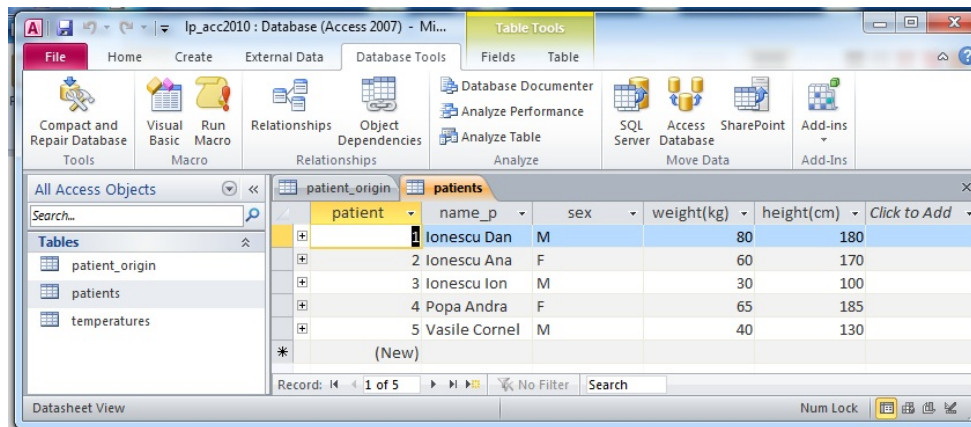 A lp_acc2010 : Database (Access 2007) - Mi... Table Tools
File Home Create External Data Database Tools Fields Table
Compact and Repair Database
Visual Basic
Run Macro
Relationships
Object Dependencies
Database Documenter
Analyze Performance
Analyze Table
SQL Server
Access Database
SharePoint
Add-ins
Tools Macro Relationships Analyze Move Data Add-Ins
All Access Objects
Search...
Tables
patient_origin
patients
temperatures
patient_origin patients
patient name_p sex weight(kg) height(cm) Click to Add
1 Ionescu Dan M 80 180
2 Ionescu Ana F 60 170
3 Ionescu Ion M 30 100
4 Popa Andra F 65 185
5 Vasile Cornel M 40 130
(New)
Record: 1 of 5 No Filter Search
Datasheet View Num Lock